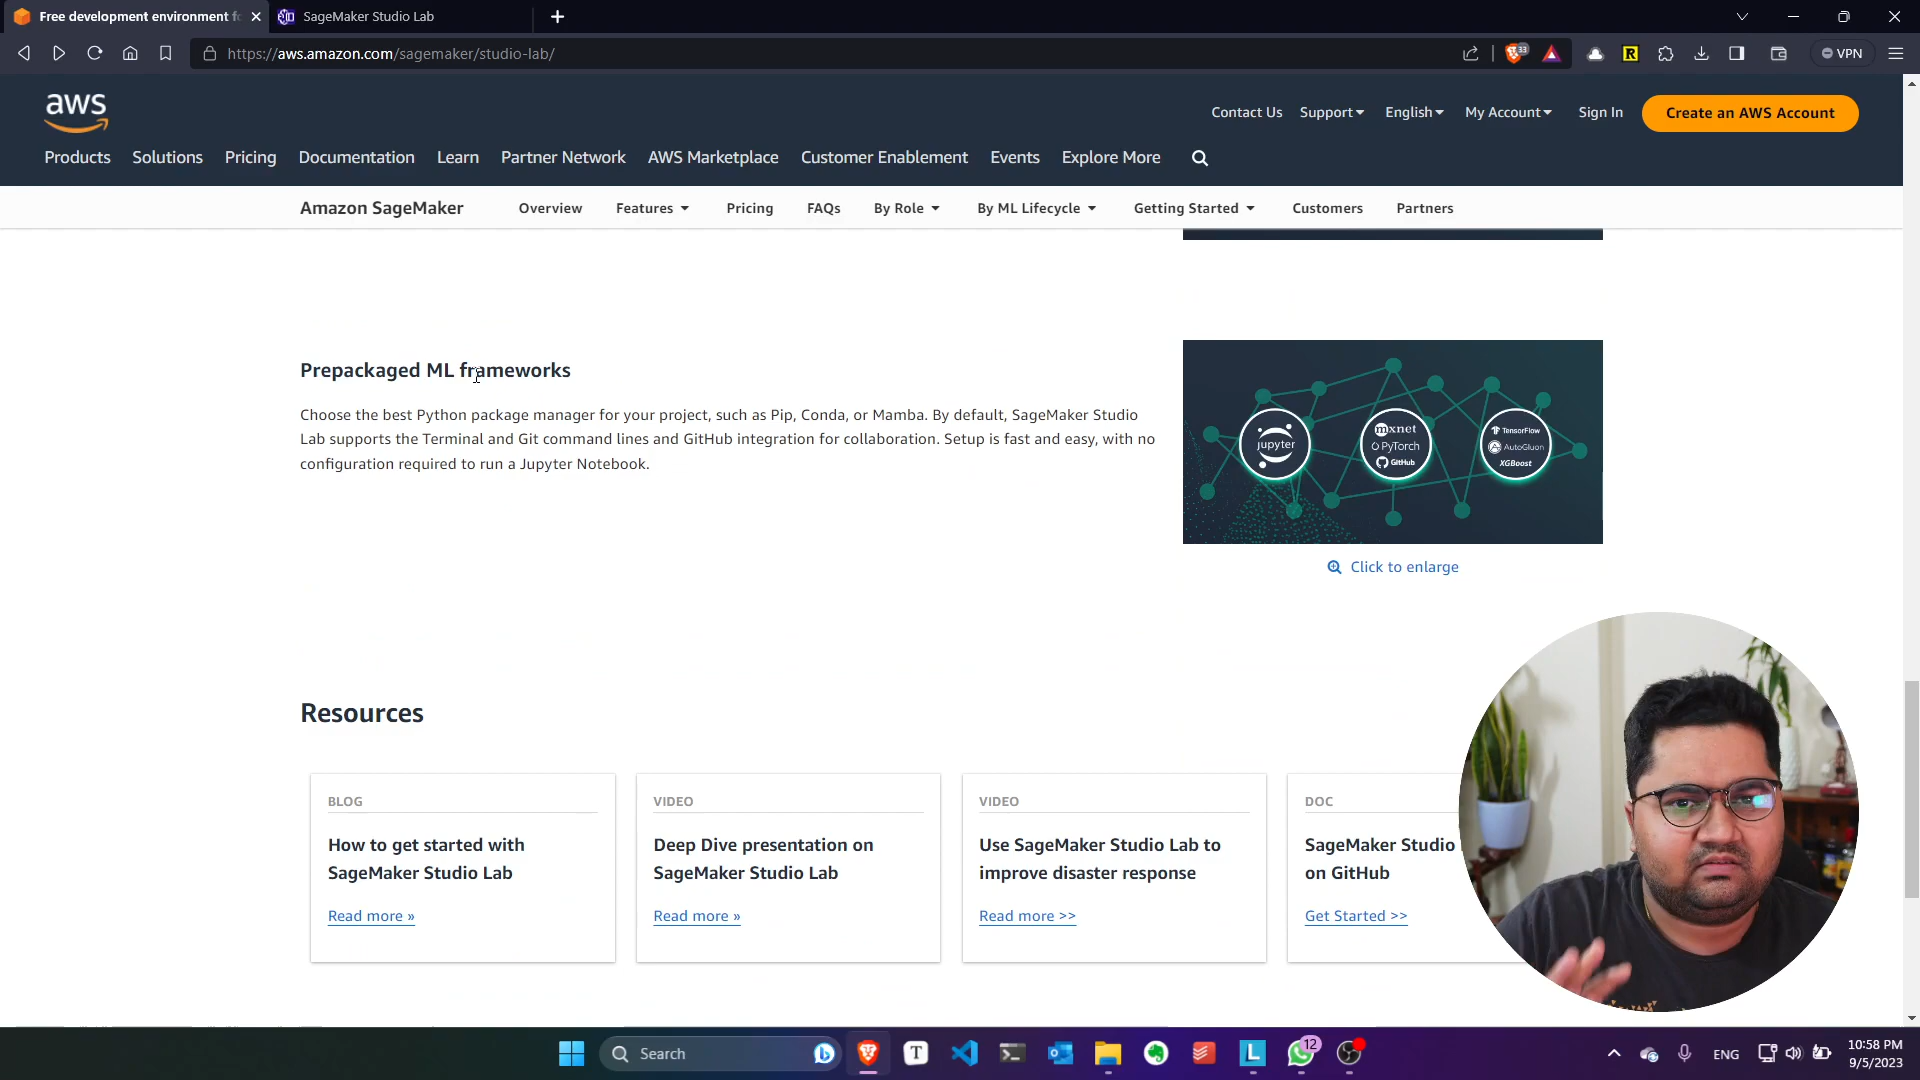 Free development environment f
SageMaker Studio Lab
https://aws.amazon.com/sagemaker/studio-lab/
33
R
VPN
aws
Contact Us
Support
English
My Account
Sign In
Create an AWS Account
Products
Solutions
Pricing
Documentation
Learn
Partner Network
AWS Marketplace
Customer Enablement
Events
Explore More
Amazon SageMaker
Overview
Features
Pricing
FAQs
By Role
By ML Lifecycle
Getting Started
Customers
Partners
Prepackaged ML frameworks
Choose the best Python package manager for your project, such as Pip, Conda, or Mamba. By default, SageMaker Studio
Lab supports the Terminal and Git command lines and GitHub integration for collaboration. Setup is fast and easy, with no
configuration required to run a Jupyter Notebook.
jupyter
mxnet
PyTorch
GitHub
TensorFlow
AutoGluon
XGBoost
Click to enlarge
Resources
BLOG
How to get started with
SageMaker Studio Lab
Read more »
VIDEO
Deep Dive presentation on
SageMaker Studio Lab
Read more »
VIDEO
Use SageMaker Studio Lab to
improve disaster response
Read more >>
DOC
SageMaker Studio
on GitHub
Get Started >>
Search
T
L
12
ENG
10:58 PM
9/5/2023